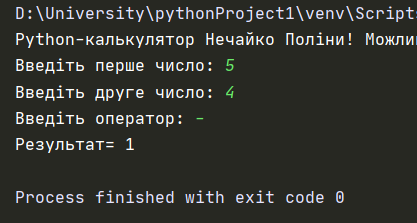 D:\University\pythonProject1\venv\Scripts
Python-калькулятор Нечайко Поліни!
Введіть перше число: 5
Введіть друге число: 4
Введіть оператор: -
Результат= 1
Process finished with exit code 0